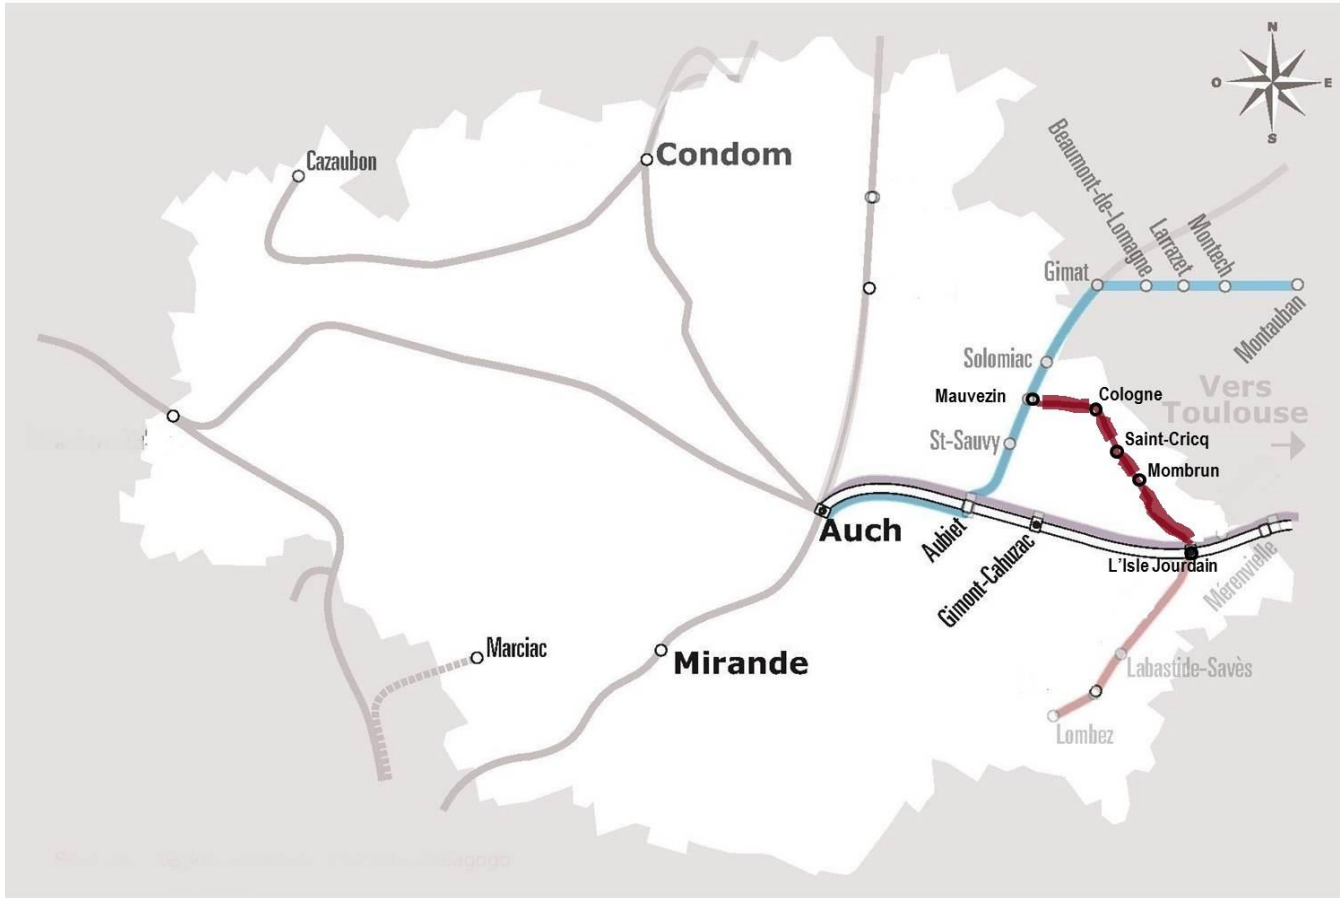 N
O
E
S
Cazaubon
Condom
Beaumont-de-Lomagne
Larrazet
Montech
Gimat
Montauban
Solomiac
Mauvezin
Cologne
Vers
Toulouse
St-Sauvy
Saint-Cricq
Mombrun
Auch
Aubiet
Gimont-Cahuzac
L'Isle Jourdain
Mérenvielle
Marciac
Mirande
Labastide-Savès
Lombez